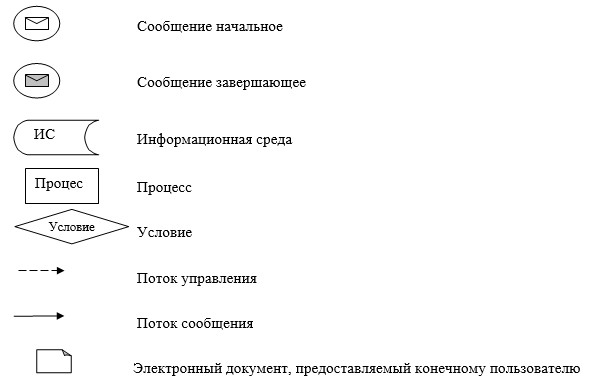 Сообщение начальное
Сообщение завершающее
ИС
Информационная среда
Процес
Процесс
Условие
Условие
Поток управления
Поток сообщения
Электронный документ, предоставляемый конечному пользователю